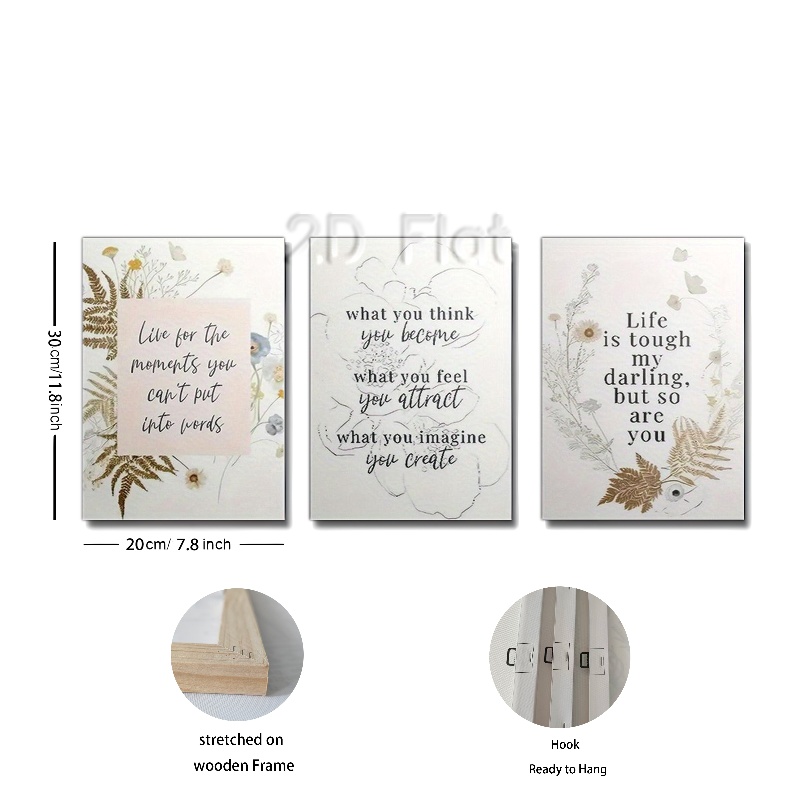 2D Flat
Live for the
moments you
can't put
into words
what you think
you become
what you feel
you attract
what you imagine
you create
Life
is tough
my
darling,
but so
are
you
30cm/11.8inch
20cm/ 7.8 inch
stretched on
wooden Frame
Hook
Ready to Hang